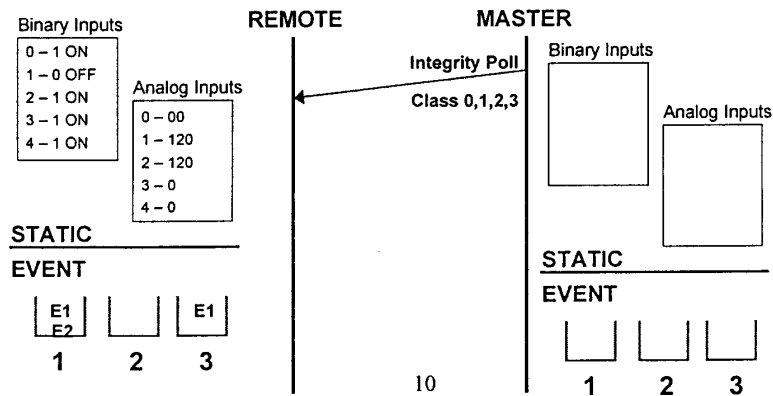 REMOTE
MASTER
Binary Inputs
0 – 1 ON
1 – 0 OFF
2 – 1 ON
3 – 1 ON
4 – 1 ON
Analog Inputs
0 – 00
1 – 120
2 – 120
3 – 0
4 – 0
STATIC
EVENT
E1
E2
E1
1 2 3
Integrity Poll
Class 0,1,2,3
10
Binary Inputs
Analog Inputs
STATIC
EVENT
1 2 3